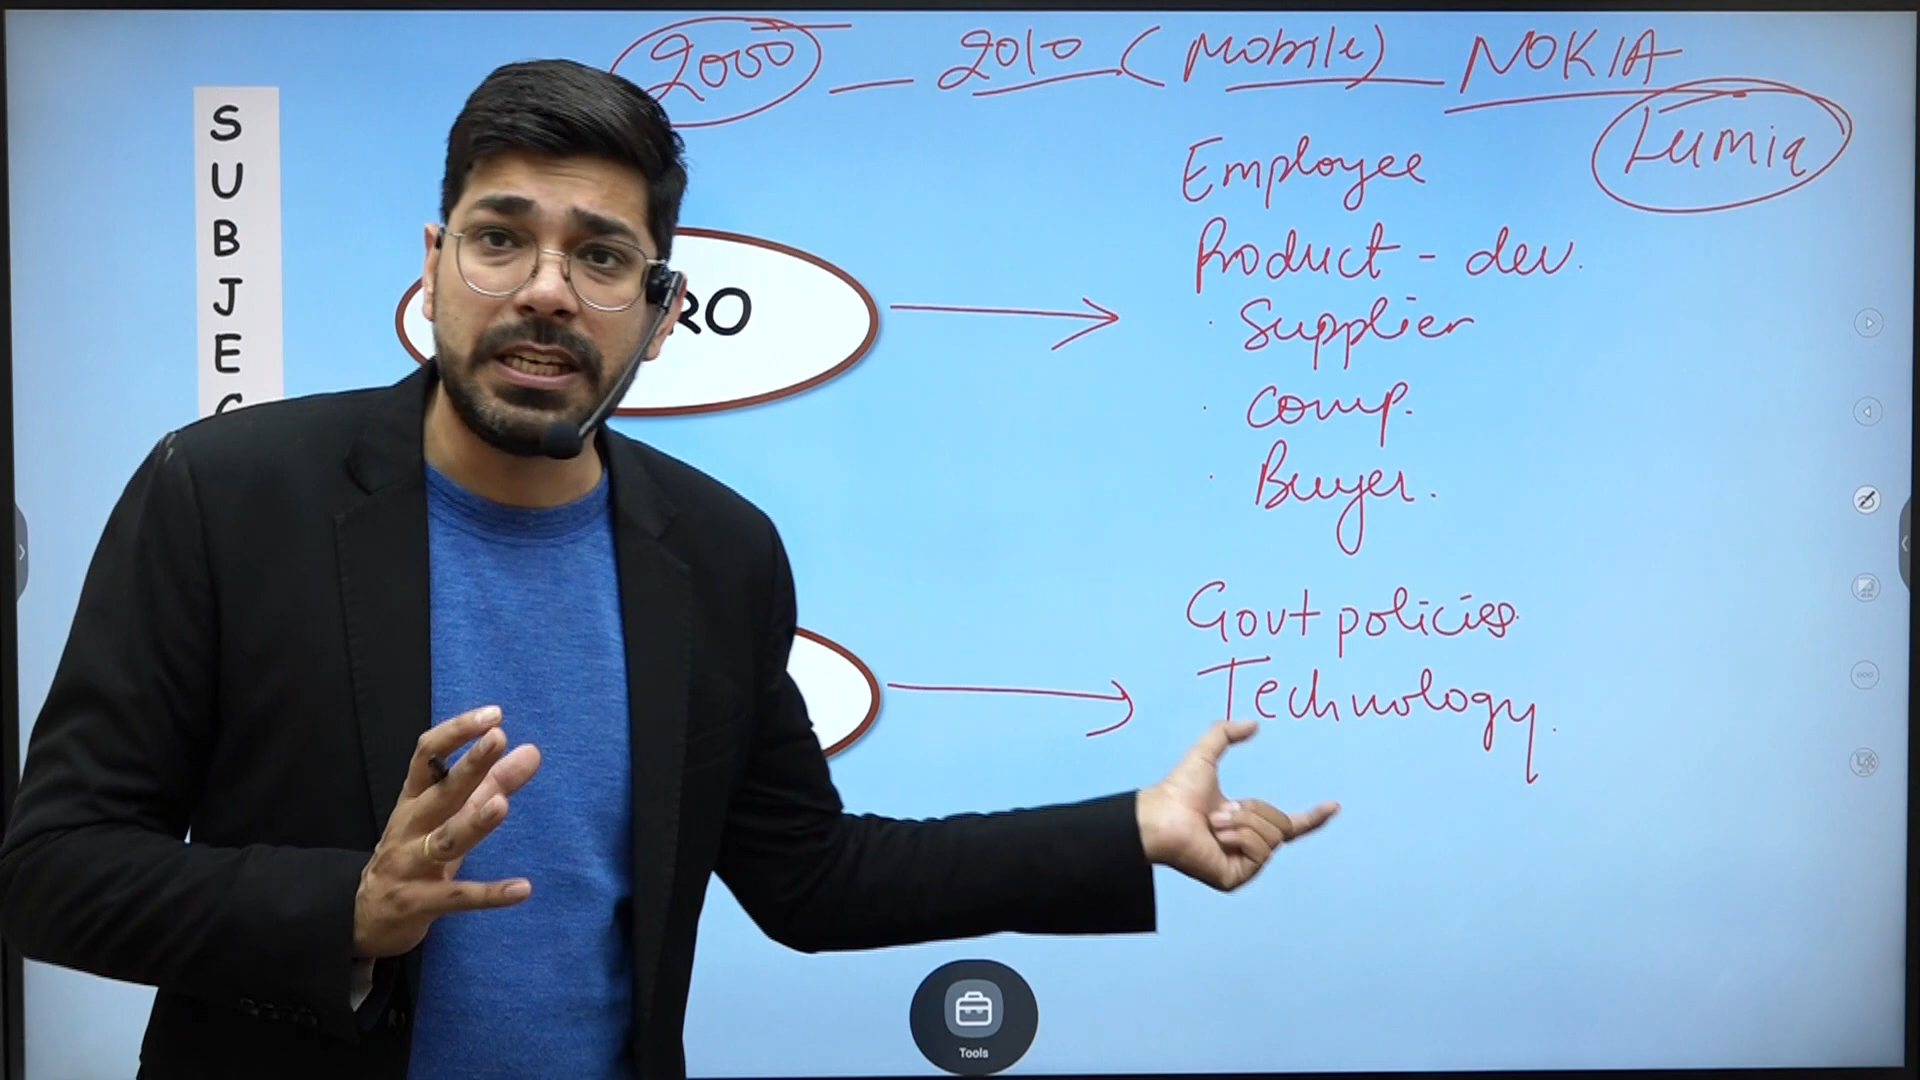 2000 — 2010 (Mobile) NOKIA
Lumia
S
U
B
J
E
RO
Employee
Product - dev.
· Supplier
· Comp.
· Buyer.
Govt policies
Technology.
Tools